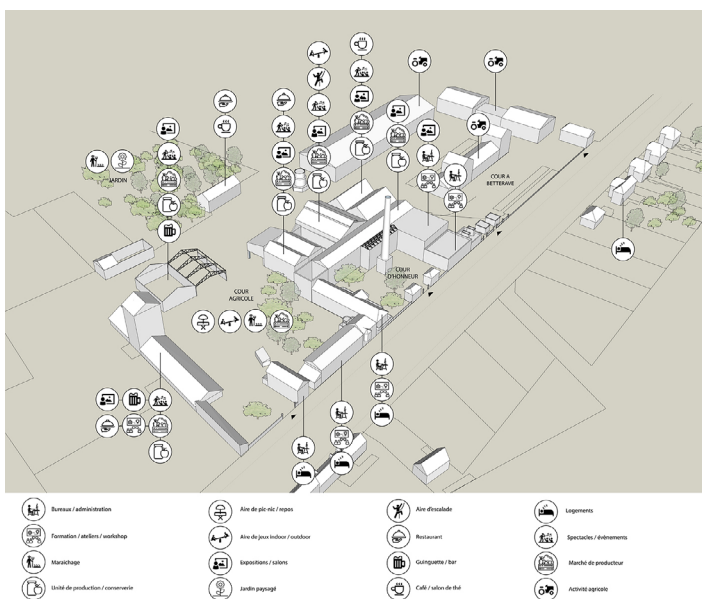 JARDIN
COUR A
BETTERAVE
COUR
D'HONNEUR
COUR
AGRICOLE
Bureaux / administration
Aire de pic-nic / repos
Aire d'escalade
Logements
Formation / ateliers / workshop
Aire de jeux indoor / outdoor
Restaurant
Spectacles / évènements
Maraîchage
Expositions / salons
Guinguette / bar
Marché de producteur
Unité de production / conserverie
Jardin paysagé
Café / salon de thé
Activité agricole